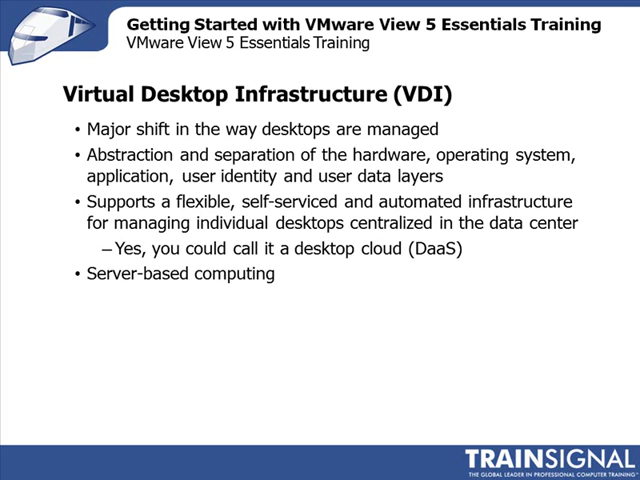 Getting Started with VMware View 5 Essentials Training
VMware View 5 Essentials Training
Virtual Desktop Infrastructure (VDI)
• Major shift in the way desktops are managed
• Abstraction and separation of the hardware, operating system,
application, user identity and user data layers
• Supports a flexible, self-serviced and automated infrastructure
for managing individual desktops centralized in the data center
– Yes, you could call it a desktop cloud (DaaS)
• Server-based computing
TRAINSIGNAL
THE GLOBAL LEADER IN PROFESSIONAL COMPUTER TRAINING™